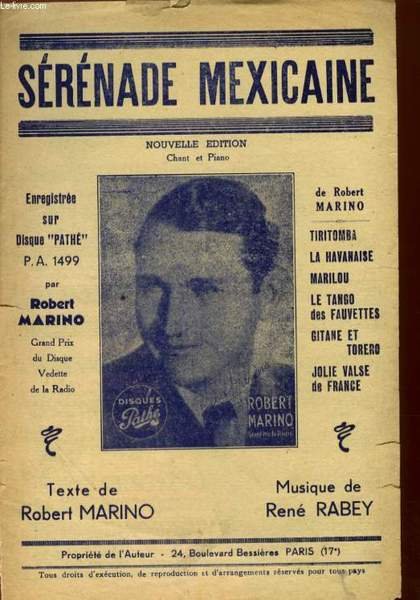 Le-livre.com
SÉRÉNADE MEXICAINE
NOUVELLE EDITION
Chant et Piano
Enregistrée
sur
Disque "PATHÉ"
P. A. 1499
par
Robert
MARINO
Grand Prix
du Disque
Vedette
de la Radio
de Robert
MARINO
TIRITOMBA
LA HAVANAISE
MARILOU
LE TANGO
des FAUVETTES
GITANE ET
TORERO
JOLIE VALSE
de FRANCE
DISQUES
Pathé
ROBERT
MARINO
Texte de
Robert MARINO
Musique de
René RABEY
Propriété de l'Auteur - 24, Boulevard Bessières PARIS (17e)
Tous droits d'exécution, de reproduction et d'arrangements réservés pour tous pays